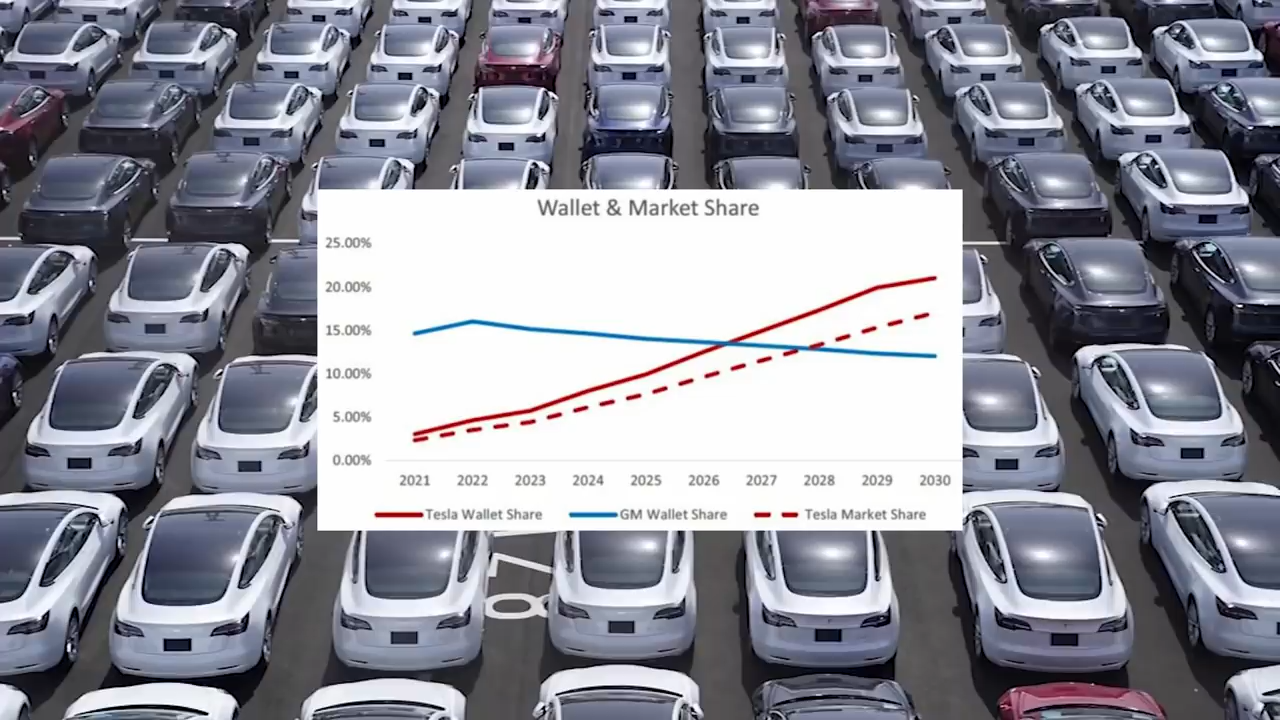 Wallet & Market Share
25.00%
20.00%
15.00%
10.00%
5.00%
0.00%
2021 2022 2023 2024 2025 2026 2027 2028 2029 2030
Tesla Wallet Share GM Wallet Share Tesla Market Share
78